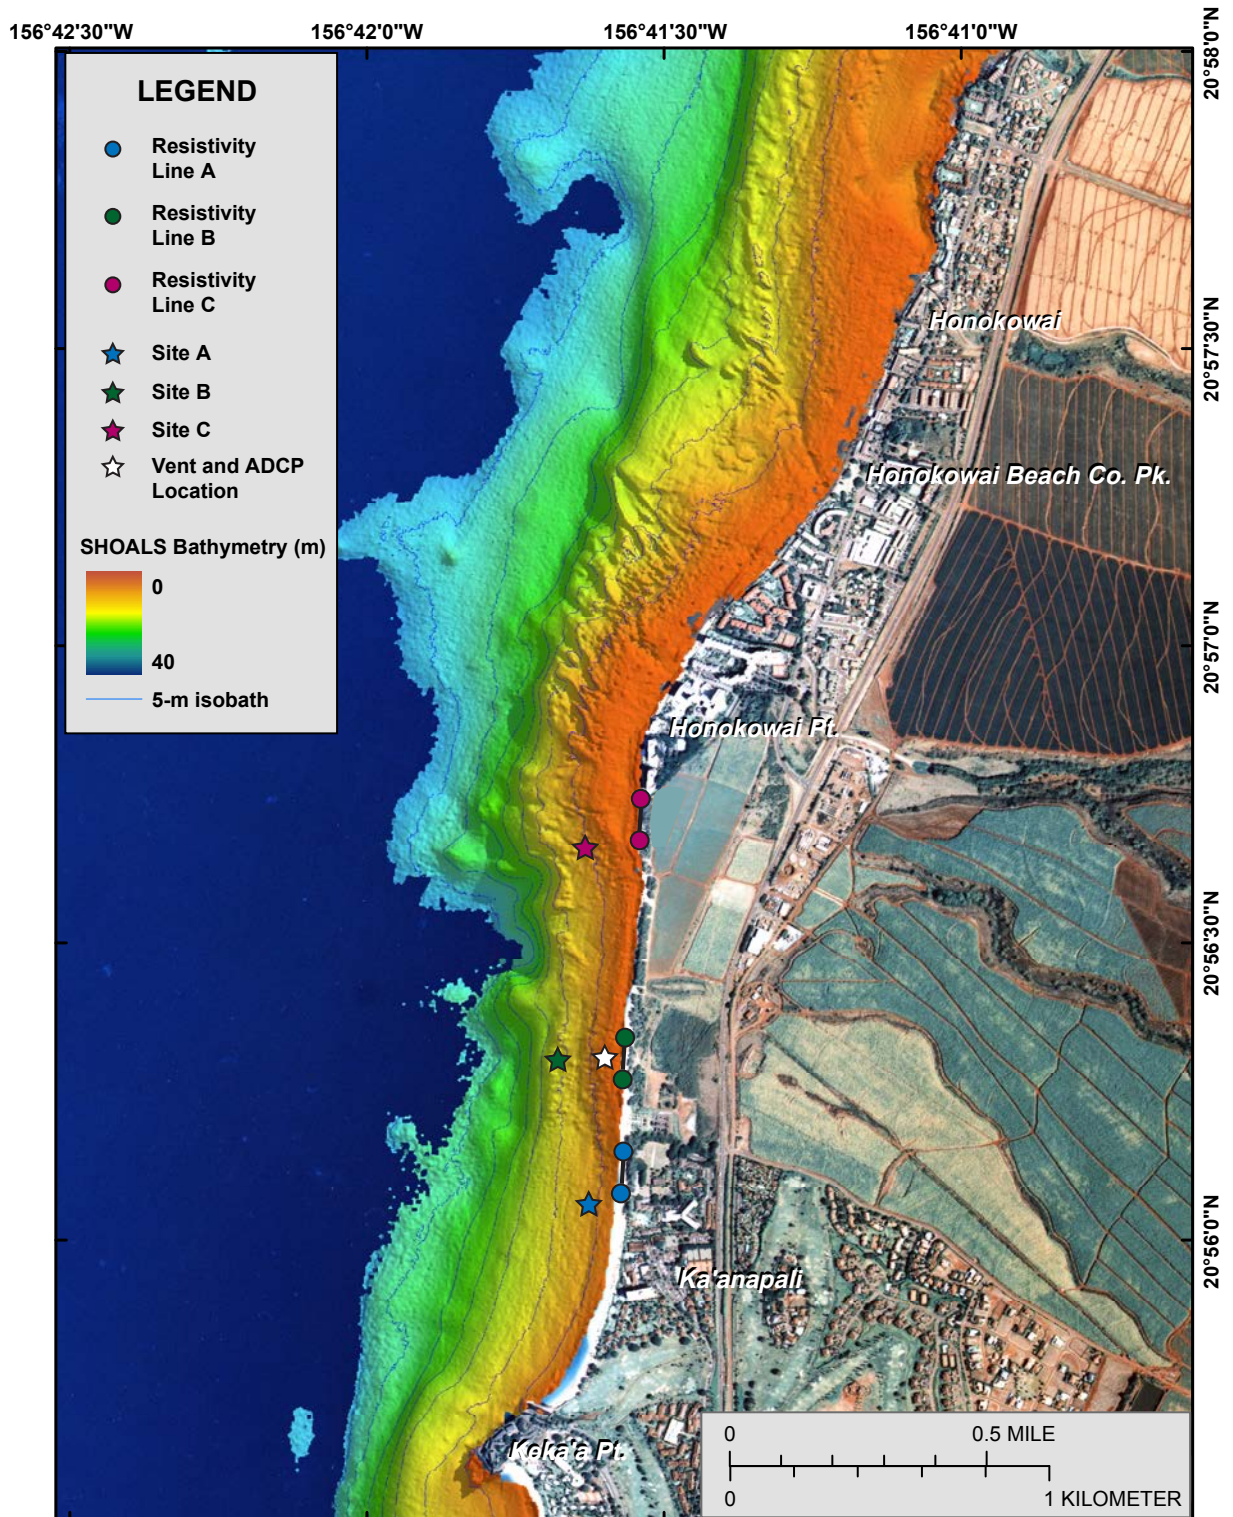 156°42'30"W 156°42'0"W 156°41'30"W 156°41'0"W
20°58'0"N
LEGEND
Resistivity
Line A
Resistivity
Line B
Resistivity
Line C
Site A
Site B
Site C
Vent and ADCP
Location
SHOALS Bathymetry (m)
0
40
5-m isobath
Honokowai
20°57'30"N
Honokowai Beach Co. Pk.
20°57'0"N
Honokowai Pt.
20°56'30"N
20°56'0"N
Ka'anapali
Keka'a Pt.
0 0.5 MILE
0 1 KILOMETER